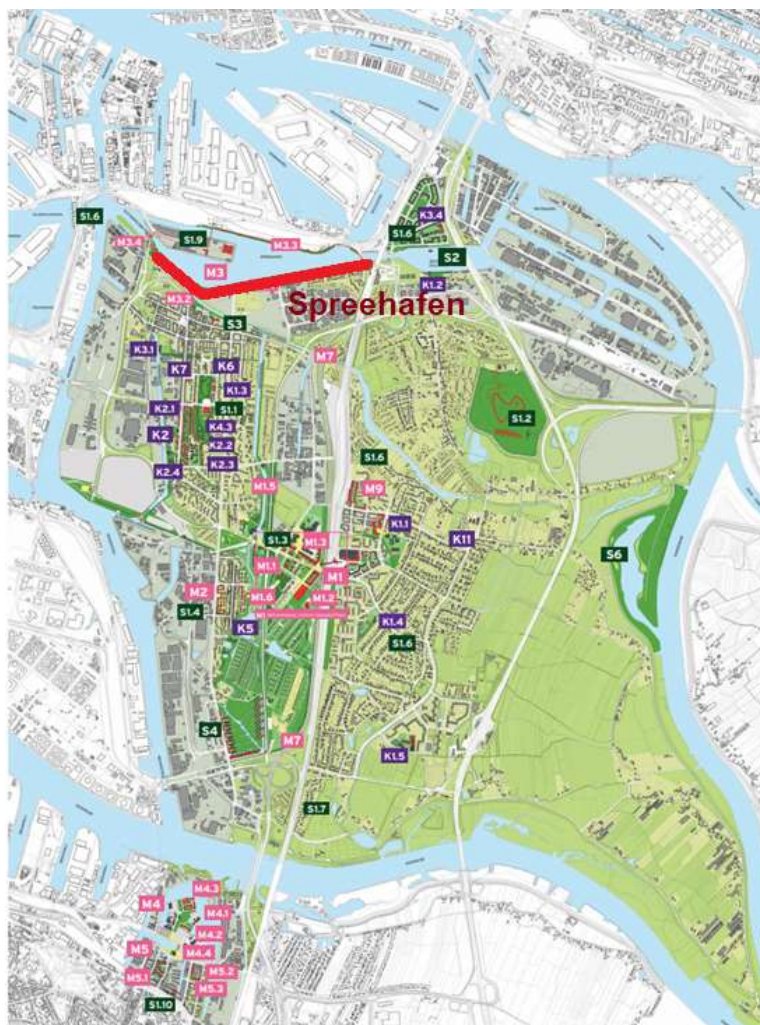 K3.4
S1.6
S1.6
S1.9
M3.3
M3.4
S2
M3
K1.2
M3.2
Spreehafen
S3
K3.1
M7
K7
K6
K1.3
K2.1
S1.1
S1.2
K4.3
K2
K2.2
K2.3
S1.6
K2.4
M1.5
M9
K1.1
S1.3
M1.3
K11
S6
M1.1
M1
M2
M1.6
M1.2
S1.4
K5
K1.4
S1.6
S4
M7
K1.5
S1.7
M4.3
M4
M4.1
M4.2
M5
M4.4
M5.1
M5.2
M5.3
S1.10